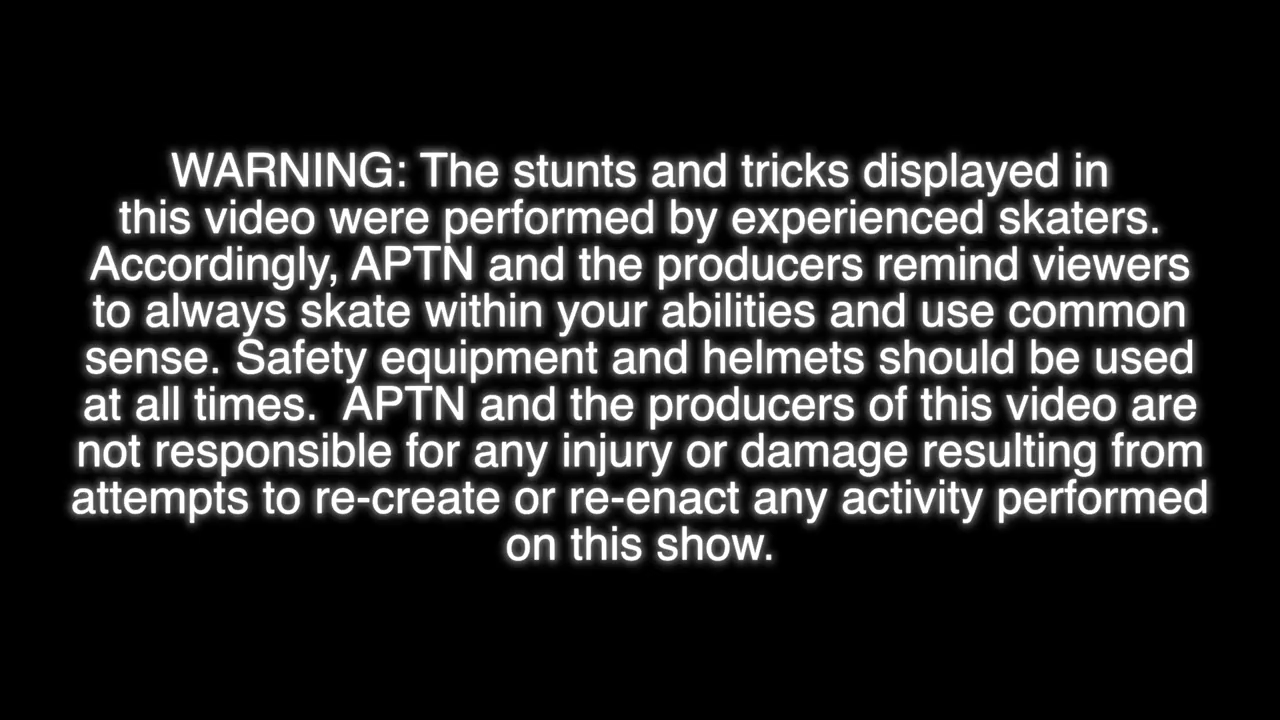 WARNING: The stunts and tricks displayed in
this video were performed by experienced skaters.
Accordingly, APTN and the producers remind viewers
to always skate within your abilities and use common
sense. Safety equipment and helmets should be used
at all times.  APTN and the producers of this video are
not responsible for any injury or damage resulting from
attempts to re-create or re-enact any activity performed
on this show.